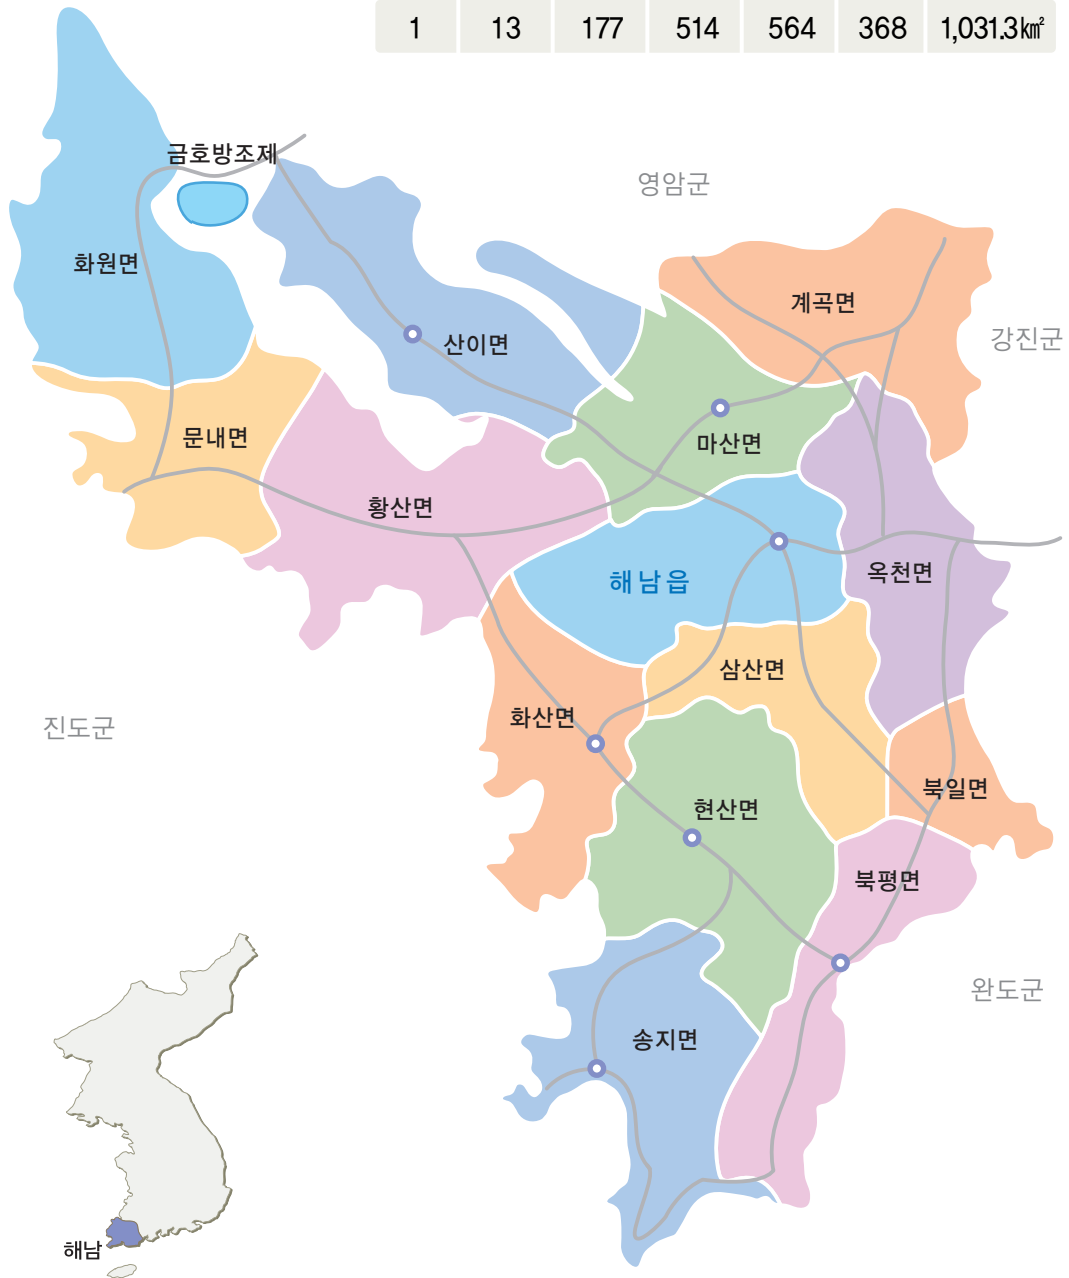 1 13 177 514 564 368 1,031.3㎢
금호방조제
영암군
화원면
계곡면
강진군
산이면
문내면
마산면
황산면
옥천면
해남읍
삼산면
화산면
진도군
북일면
현산면
북평면
완도군
송지면
해남